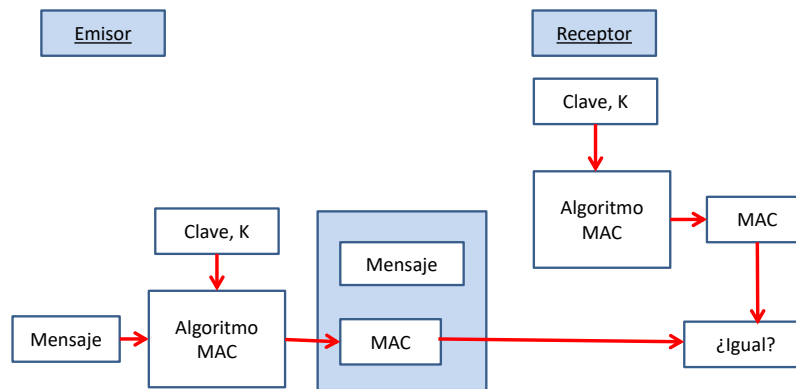 Emisor
Receptor
Clave, K
Algoritmo
MAC
MAC
Clave, K
Mensaje
Mensaje
Algoritmo
MAC
MAC
¿Igual?